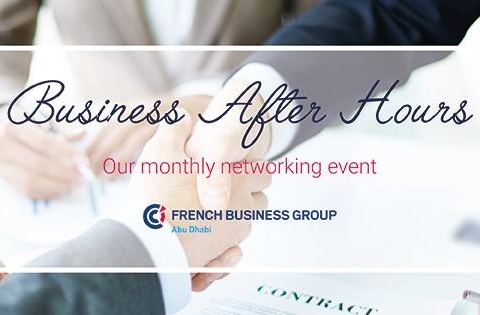 Business After Hours
Our monthly networking event
FRENCH BUSINESS GROUP
Abu Dhabi
CONTRACT